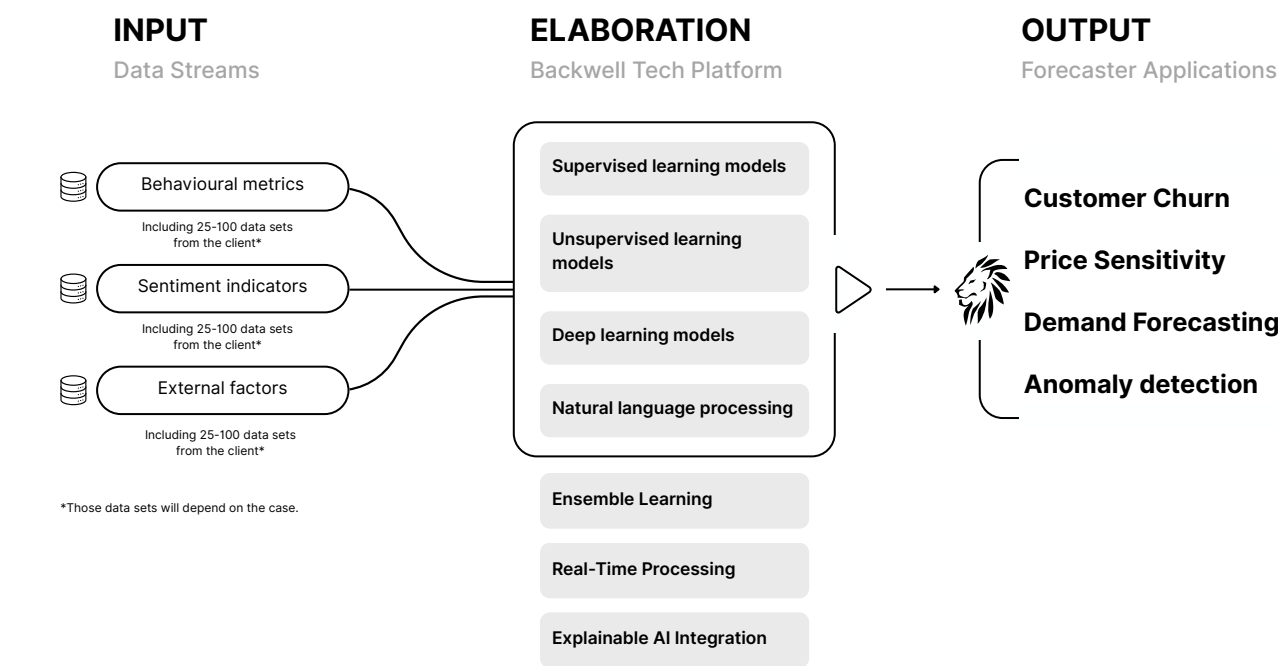 INPUT
Data Streams
Behavioural metrics
Including 25-100 data sets
from the client*
Sentiment indicators
Including 25-100 data sets
from the client*
External factors
Including 25-100 data sets
from the client*
*Those data sets will depend on the case.
ELABORATION
Backwell Tech Platform
Supervised learning models
Unsupervised learning
models
Deep learning models
Natural language processing
Ensemble Learning
Real-Time Processing
Explainable AI Integration
OUTPUT
Forecaster Applications
Customer Churn
Price Sensitivity
Demand Forecasting
Anomaly detection